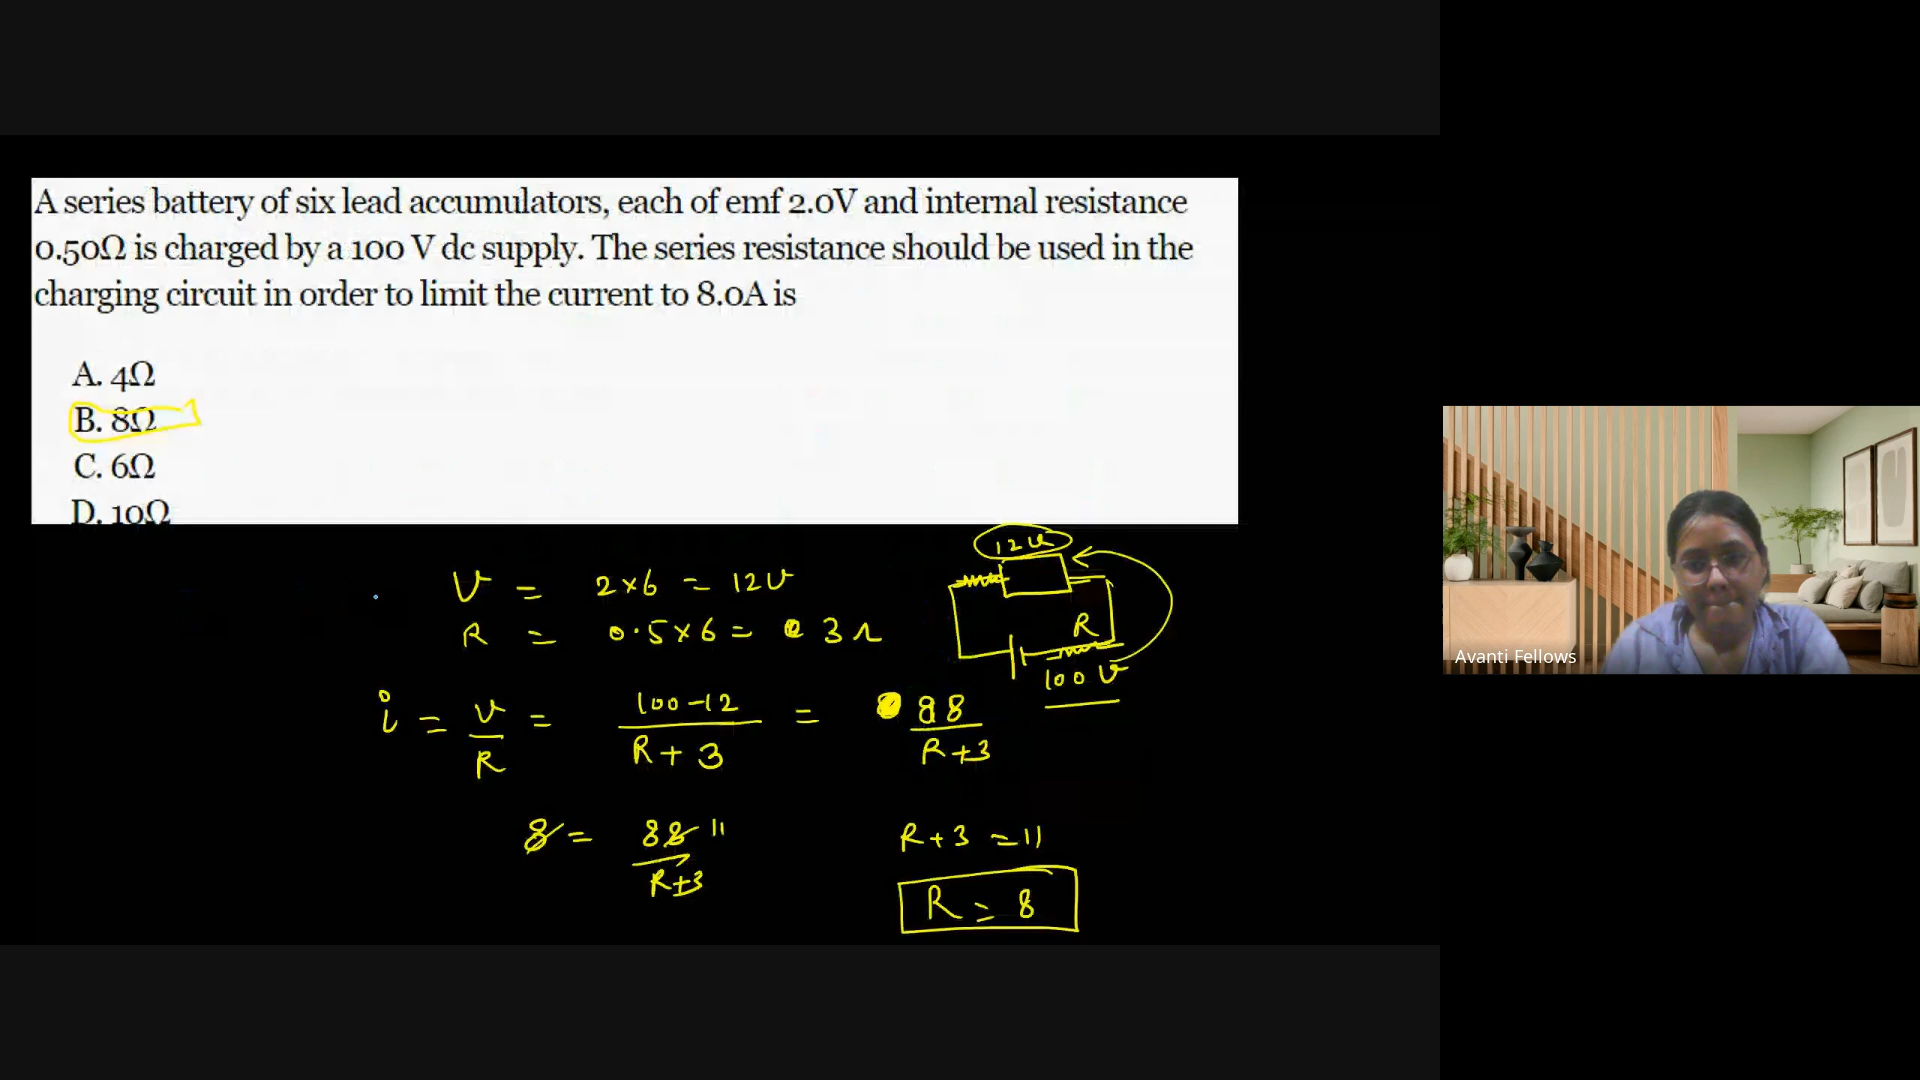 A series battery of six lead accumulators, each of emf 2.0V and internal resistance
0.50Ω is charged by a 100 V dc supply. The series resistance should be used in the
charging circuit in order to limit the current to 8.0A is
A. 4Ω
B. 8Ω
C. 6Ω
D. 10Ω
12V
V = 2×6 = 12V
R = 0.5×6 = 3Ω
R
100 V
i = V/R = 100-12/R+3 = 88/R+3
8 = 88/R+3 11
R+3 = 11
R = 8
Avanti Fellows